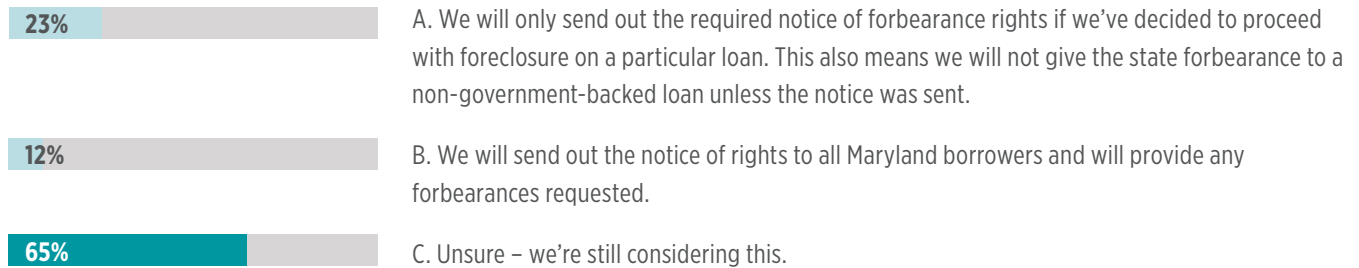 23%
A. We will only send out the required notice of forbearance rights if we’ve decided to proceed
with foreclosure on a particular loan. This also means we will not give the state forbearance to a
non-government-backed loan unless the notice was sent.
12%
B. We will send out the notice of rights to all Maryland borrowers and will provide any
forbearances requested.
65%
C. Unsure – we’re still considering this.